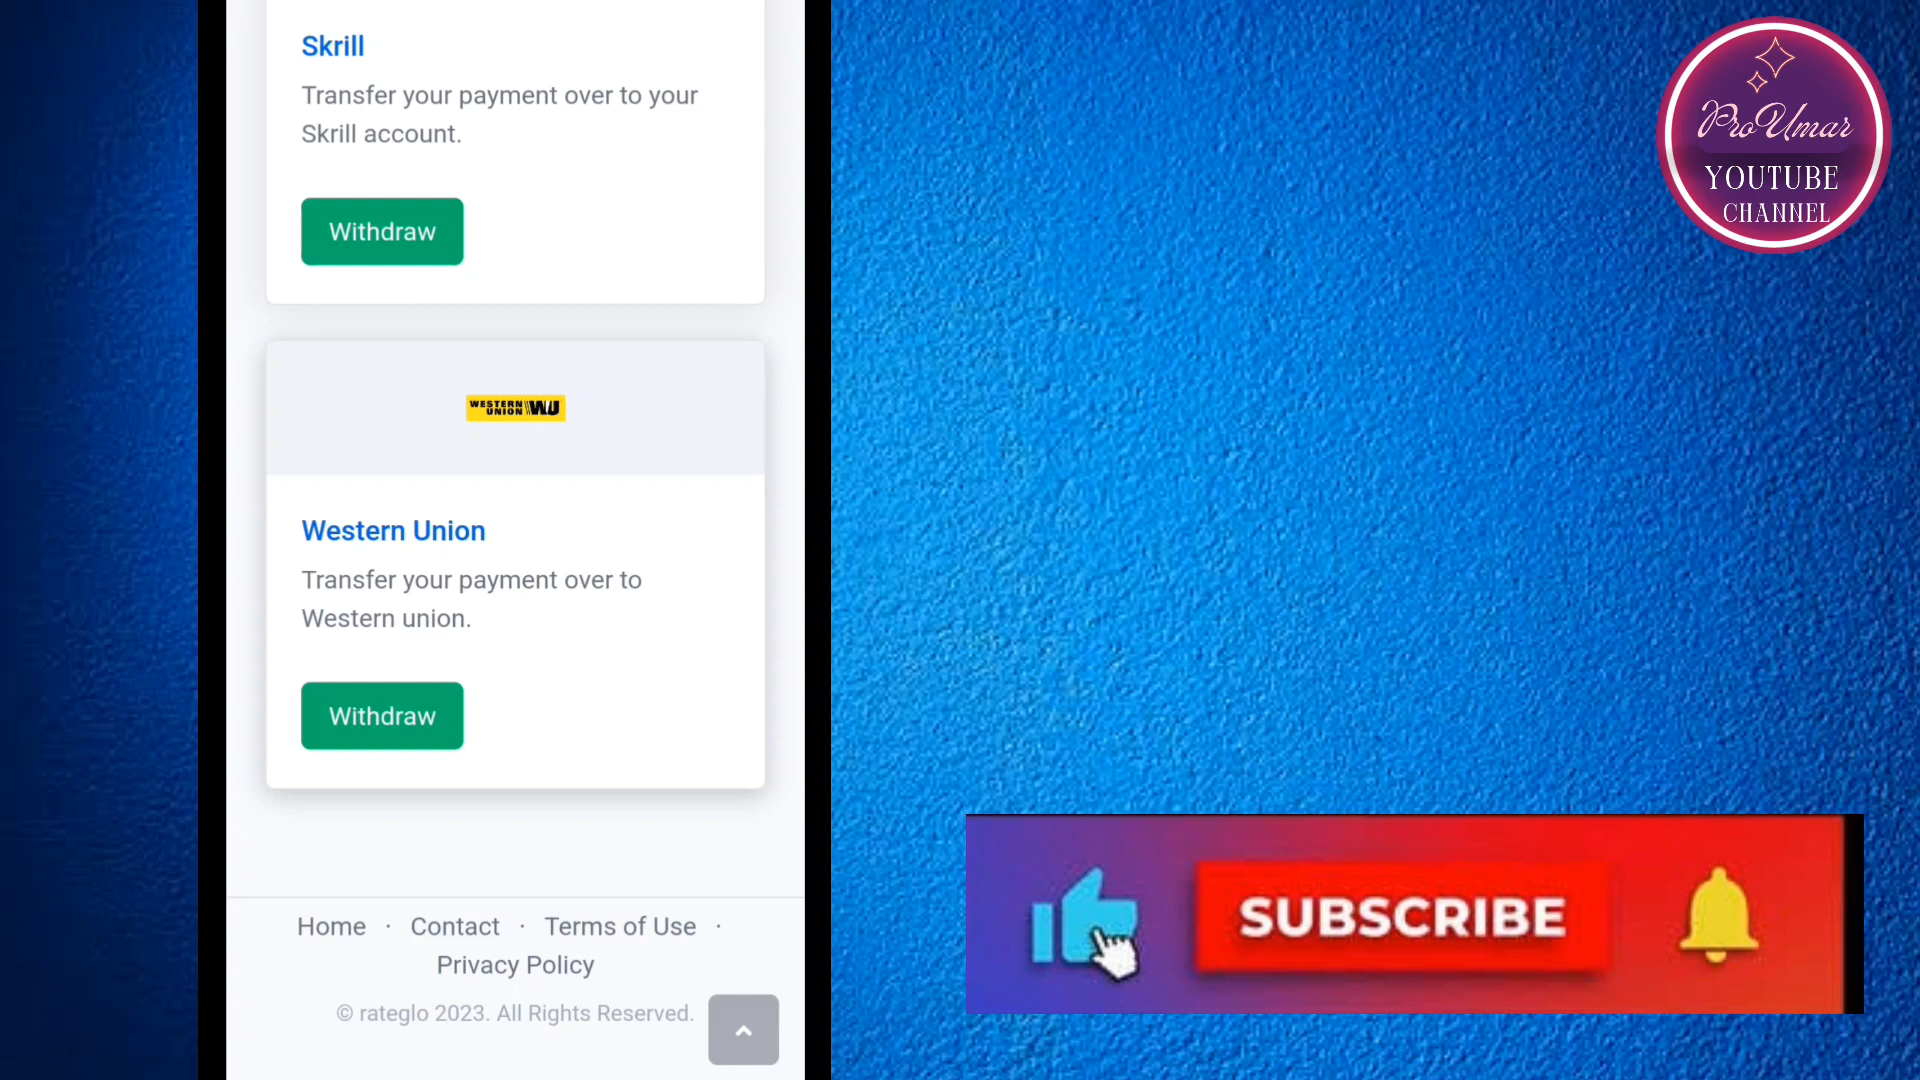 Skrill
Transfer your payment over to your
Skrill account.
Withdraw
WESTERN
UNION WU
Western Union
Transfer your payment over to
Western union.
Withdraw
Home · Contact · Terms of Use ·
Privacy Policy
© rateglo 2023. All Rights Reserved.
ProUmar
YOUTUBE
CHANNEL
SUBSCRIBE